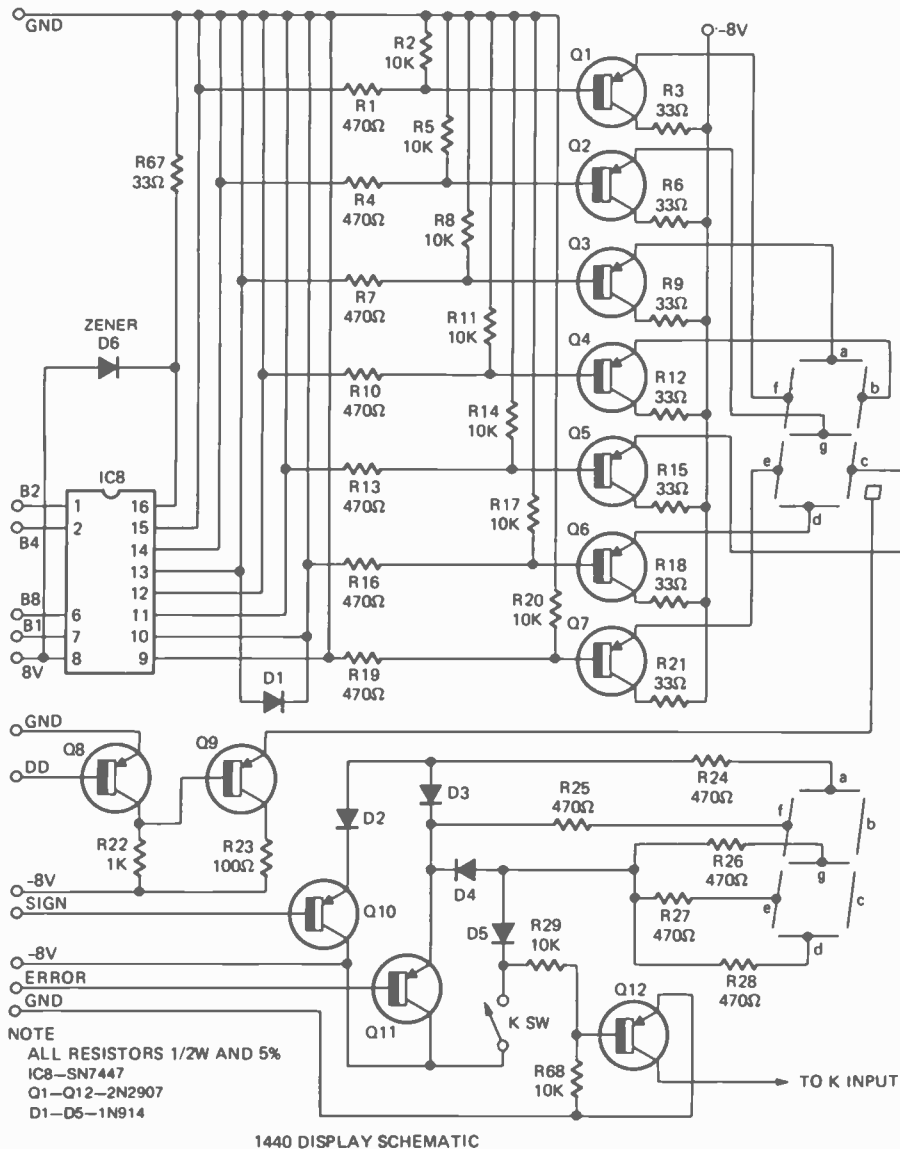 GND
-8V
R2
10K
Q1
R3
33Ω
R1
470Ω
R5
10K
Q2
R67
33Ω
R6
33Ω
R4
470Ω
R8
10K
Q3
R9
33Ω
R7
470Ω
R11
10K
ZENER
D6
Q4
a
R12
33Ω
f
b
R10
470Ω
R14
10K
Q5
g
e
c
R15
33Ω
R13
470Ω
IC8
R17
10K
d
B2
1
16
B4
2
15
14
Q6
13
R18
33Ω
R16
470Ω
12
B8
6
11
R20
10K
B1
7
10
Q7
8V
8
9
R21
33Ω
R19
470Ω
D1
GND
Q8
Q9
DD
R24
470Ω
a
D3
R25
470Ω
D2
f
b
R22
1K
R23
100Ω
R26
470Ω
g
-8V
D4
SIGN
Q10
R27
470Ω
e
c
D5
R29
10K
d
-8V
ERROR
R28
470Ω
Q12
GND
Q11
K SW
NOTE
R68
10K
ALL RESISTORS 1/2W AND 5%
IC8–SN7447
Q1–Q12–2N2907
D1–D5–1N914
TO K INPUT
1440 DISPLAY SCHEMATIC